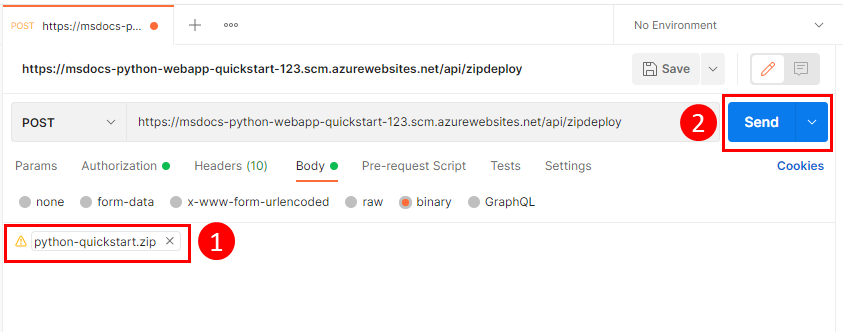 POST https://msdocs-p... No Environment
https://msdocs-python-webapp-quickstart-123.scm.azurewebsites.net/api/zipdeploy Save
POST https://msdocs-python-webapp-quickstart-123.scm.azurewebsites.net/api/zipdeploy 2 Send
Params Authorization Headers (10) Body Pre-request Script Tests Settings Cookies
none form-data x-www-form-urlencoded raw binary GraphQL
python-quickstart.zip 1